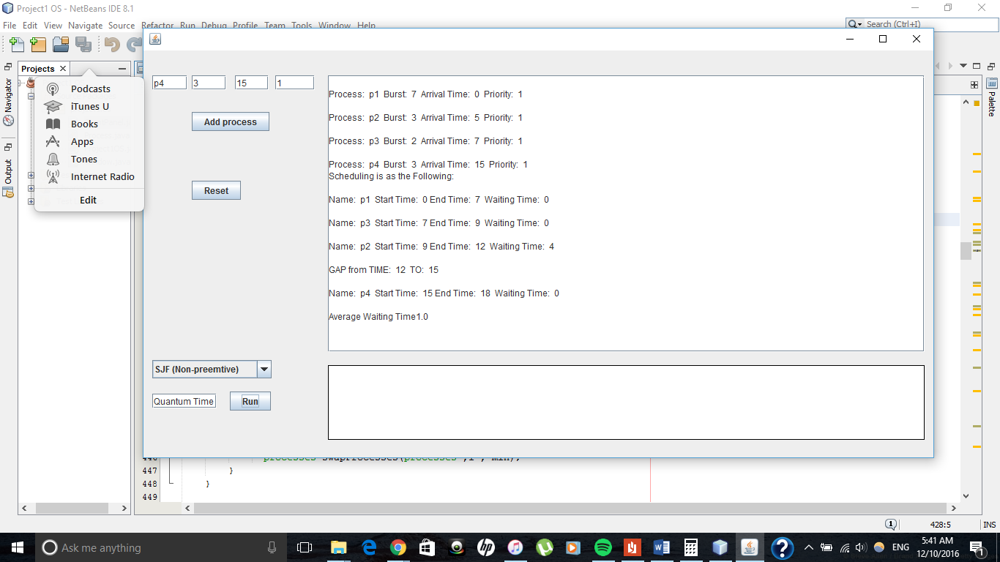 Project1 OS - NetBeans IDE 8.1
File Edit View Navigate Source Refactor Run Debug Profile Team Tools Window Help
Search (Ctrl+I)
Projects
Navigator
Output
Palette
Podcasts
iTunes U
Books
Apps
Tones
Internet Radio
Edit
p4 3 15 1
Add process
Reset
SJF (Non-preemtive)
Quantum Time
Run
Process: p1 Burst: 7 Arrival Time: 0 Priority: 1
Process: p2 Burst: 3 Arrival Time: 5 Priority: 1
Process: p3 Burst: 2 Arrival Time: 7 Priority: 1
Process: p4 Burst: 3 Arrival Time: 15 Priority: 1
Scheduling is as the Following:
Name: p1 Start Time: 0 End Time: 7 Waiting Time: 0
Name: p3 Start Time: 7 End Time: 9 Waiting Time: 0
Name: p2 Start Time: 9 End Time: 12 Waiting Time: 4
GAP from TIME: 12 TO: 15
Name: p4 Start Time: 15 End Time: 18 Waiting Time: 0
Average Waiting Time1.0
447 }
448 }
449
1
428:5
INS
Ask me anything
hp
W
?
ENG
5:41 AM
12/10/2016
1